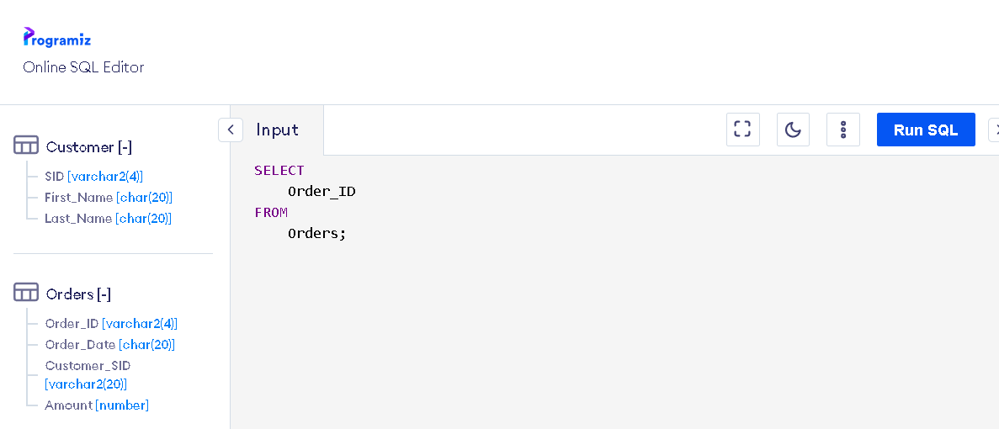 Programiz
Online SQL Editor
Input
Run SQL
Customer [-]
SID [varchar2(4)]
First_Name [char(20)]
Last_Name [char(20)]
Orders [-]
Order_ID [varchar2(4)]
Order_Date [char(20)]
Customer_SID
[varchar2(20)]
Amount [number]
SELECT
    Order_ID
FROM
    Orders;